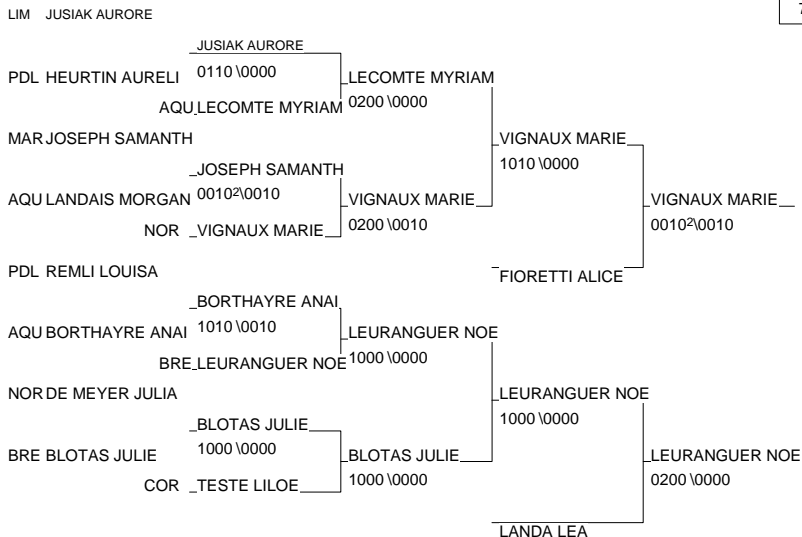 LIM JUSIAK AURORE
7
JUSIAK AURORE
PDL HEURTIN AURELI 0110 \0000 LECOMTE MYRIAM
AQU LECOMTE MYRIAM 0200 \0000
MAR JOSEPH SAMANTH VIGNAUX MARIE
JOSEPH SAMANTH 1010 \0000
AQU LANDAIS MORGAN 0010² \0010 VIGNAUX MARIE VIGNAUX MARIE
NOR VIGNAUX MARIE 0200 \0010 0010² \0010
PDL REMLI LOUISA FIORETTI ALICE
BORTHAYRE ANAI
AQU BORTHAYRE ANAI 1010 \0010 LEURANGUER NOE
BRE LEURANGUER NOE 1000 \0000
NOR DE MEYER JULIA LEURANGUER NOE
BLOTAS JULIE 1000 \0000
BRE BLOTAS JULIE 1000 \0000 BLOTAS JULIE LEURANGUER NOE
COR TESTE LILOE 1000 \0000 0200 \0000
LANDA LEA